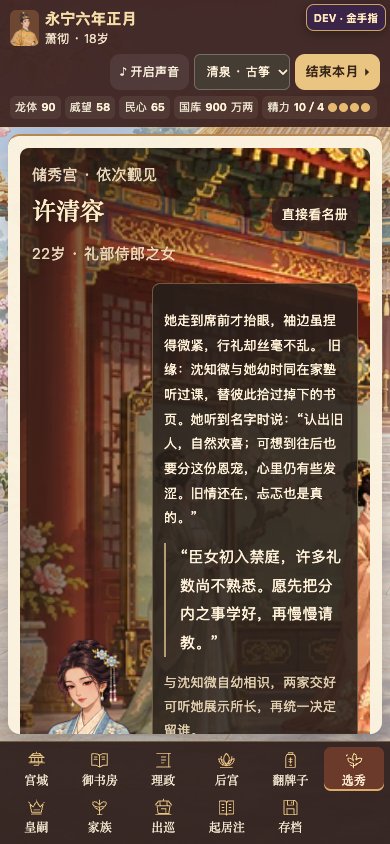 永宁六年正月
萧彻 · 18岁
DEV · 金手指
♪ 开启声音
清泉 · 古筝
结束本月
龙体 90
威望 58
民心 65
国库 900 万两
精力 10 / 4
储秀宫 · 依次觐见
许清容
直接看名册
22岁 · 礼部侍郎之女
她走到席前才抬眼，袖边虽捏
得微紧，行礼却丝毫不乱。 旧
缘：沈知微与她幼时同在家塾
听过课，替彼此拾过掉下的书
页。她听到名字时说：“认出旧
人，自然欢喜；可想到往后也
要分这份恩宠，心里仍有些发
涩。旧情还在，忐忑也是真
的。”
“臣女初入禁庭，许多礼
数尚不熟悉。愿先把分
内之事学好，再慢慢请
教。”
与沈知微自幼相识，两家交好
可听她展示所长，再统一决定
留谁。
宫城
御书房
理政
后宫
翻牌子
选秀
皇嗣
家族
出巡
起居注
存档